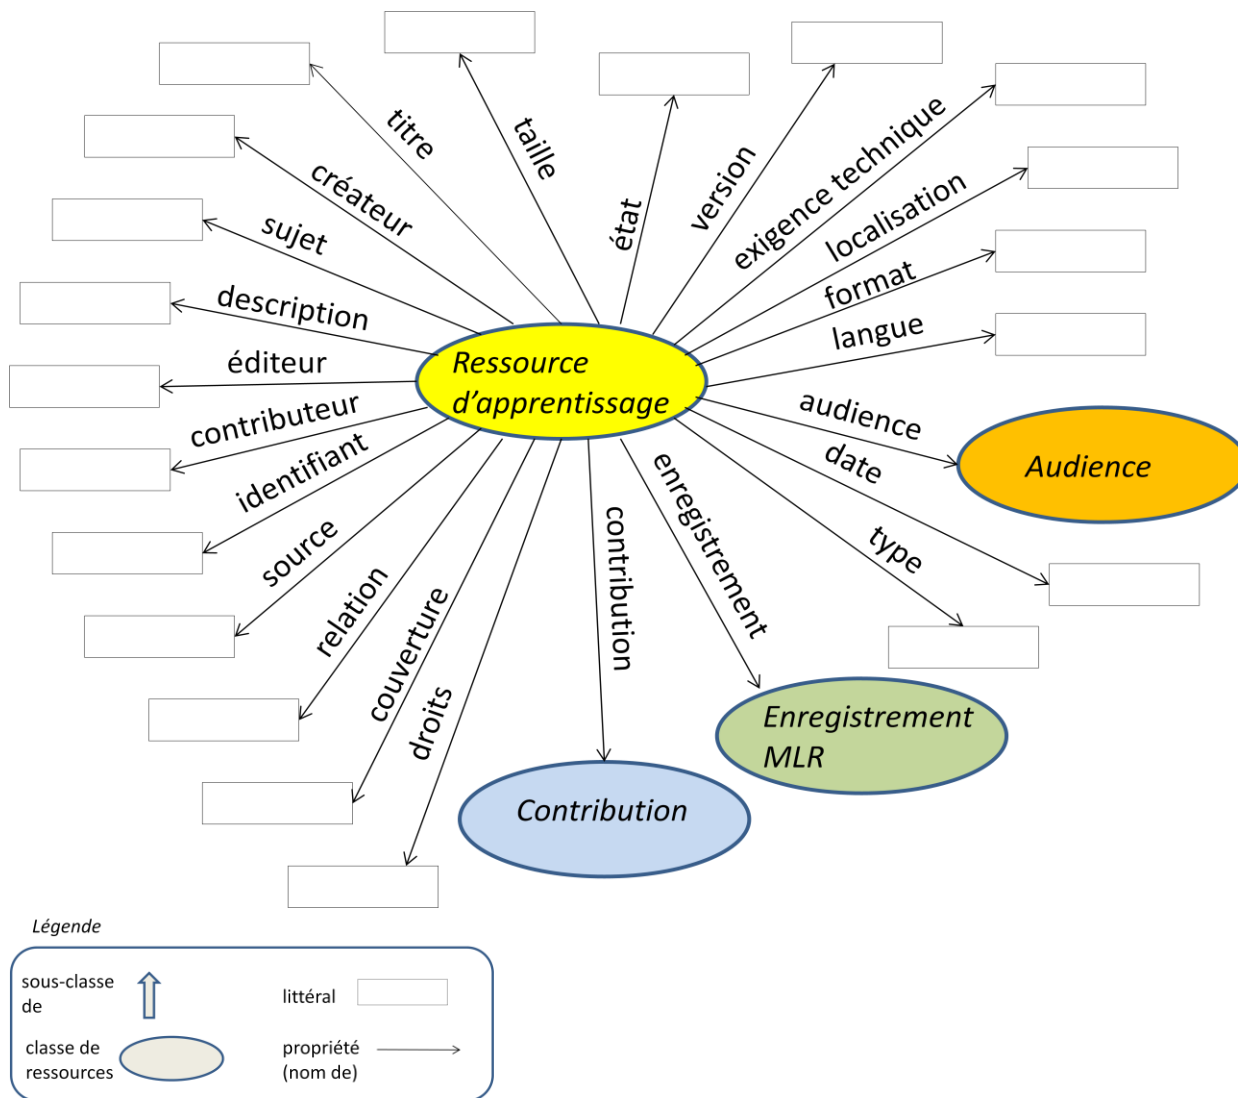 titre
taille
état
version
exigence technique
créateur
localisation
sujet
format
description
langue
éditeur
Ressource
d'apprentissage
audience
contributeur
Audience
date
identifiant
enregistrement
type
source
contribution
relation
couverture
droits
Enregistrement
MLR
Contribution
Légende
sous-classe
de
littéral
classe de
ressources
propriété
(nom de)